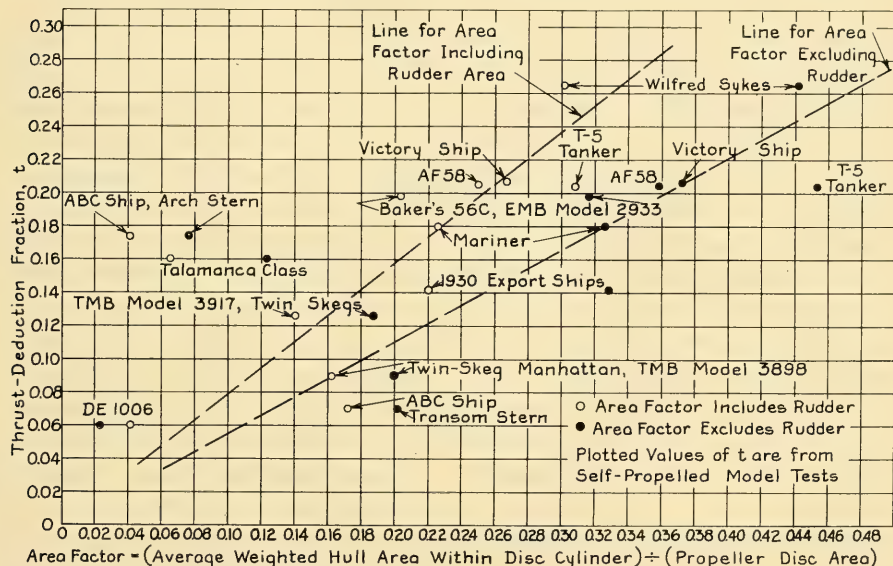 0.30
0.28
0.26
0.24
0.22
0.20
0.18
0.16
0.14
0.12
0.10
0.08
0.06
0.04
0.02
0
Thrust-Deduction Fraction, t
Line for Area
Factor Including
Rudder Area
Line for Area
Factor Excluding
Rudder
Wilfred Sykes
Victory Ship
T-5
Tanker
Victory Ship
AF58
AF58
T-5
Tanker
Baker's 56C, EMB Model 2933
ABC Ship, Arch Stern
Mariner
Talamanca Class
1930 Export Ships
TMB Model 3917, Twin Skegs
Twin-Skeg Manhattan, TMB Model 3898
DE 1006
ABC Ship
Transom Stern
○ Area Factor Includes Rudder
● Area Factor Excludes Rudder
Plotted Values of t are from
Self-Propelled Model Tests
0 0.02 0.04 0.06 0.08 0.10 0.12 0.14 0.16 0.18 0.20 0.22 0.24 0.26 0.28 0.30 0.32 0.34 0.36 0.38 0.40 0.42 0.44 0.46 0.48
Area Factor = (Average Weighted Hull Area Within Disc Cylinder) ÷ (Propeller Disc Area)